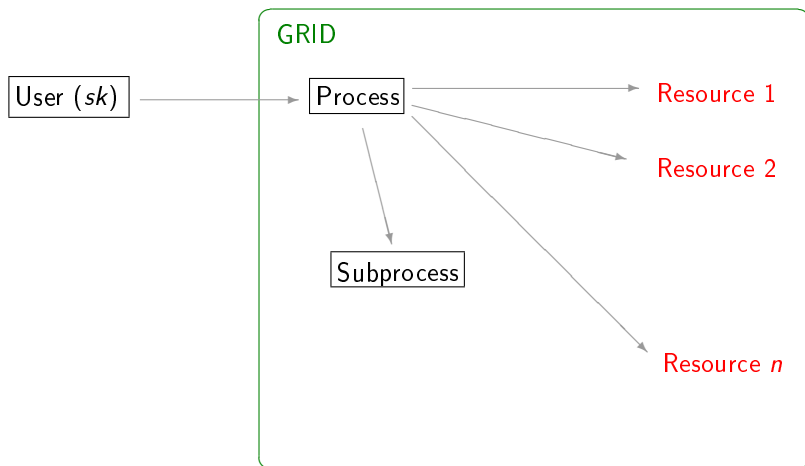 GRID
User (sk)
Process
Resource 1
Resource 2
Subprocess
Resource n